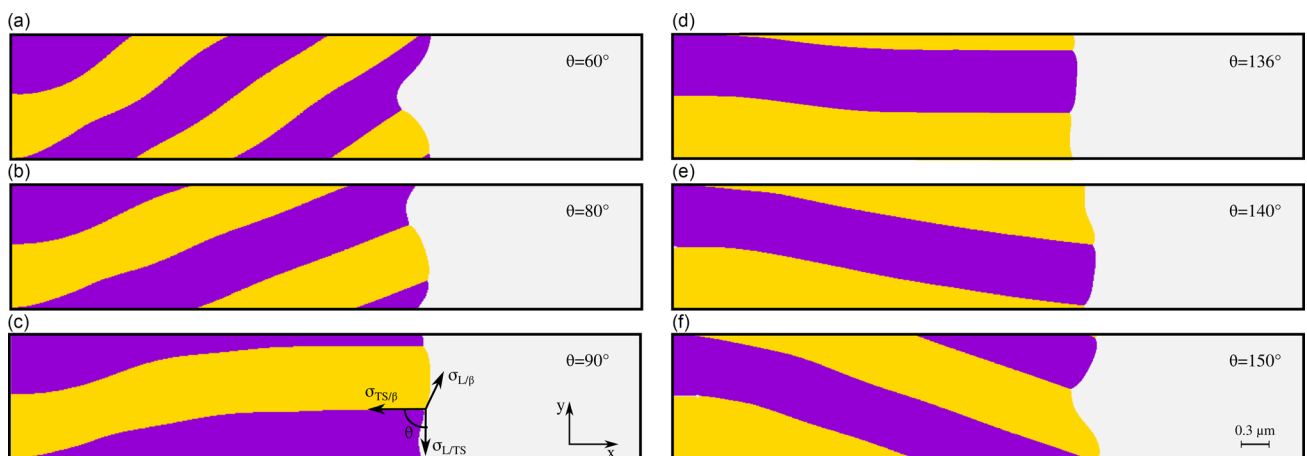 (a)
θ=60°
(b)
θ=80°
(c)
θ=90°
σL/β
σTS/β
θ
σL/TS
y
x
(d)
θ=136°
(e)
θ=140°
(f)
θ=150°
0.3 µm